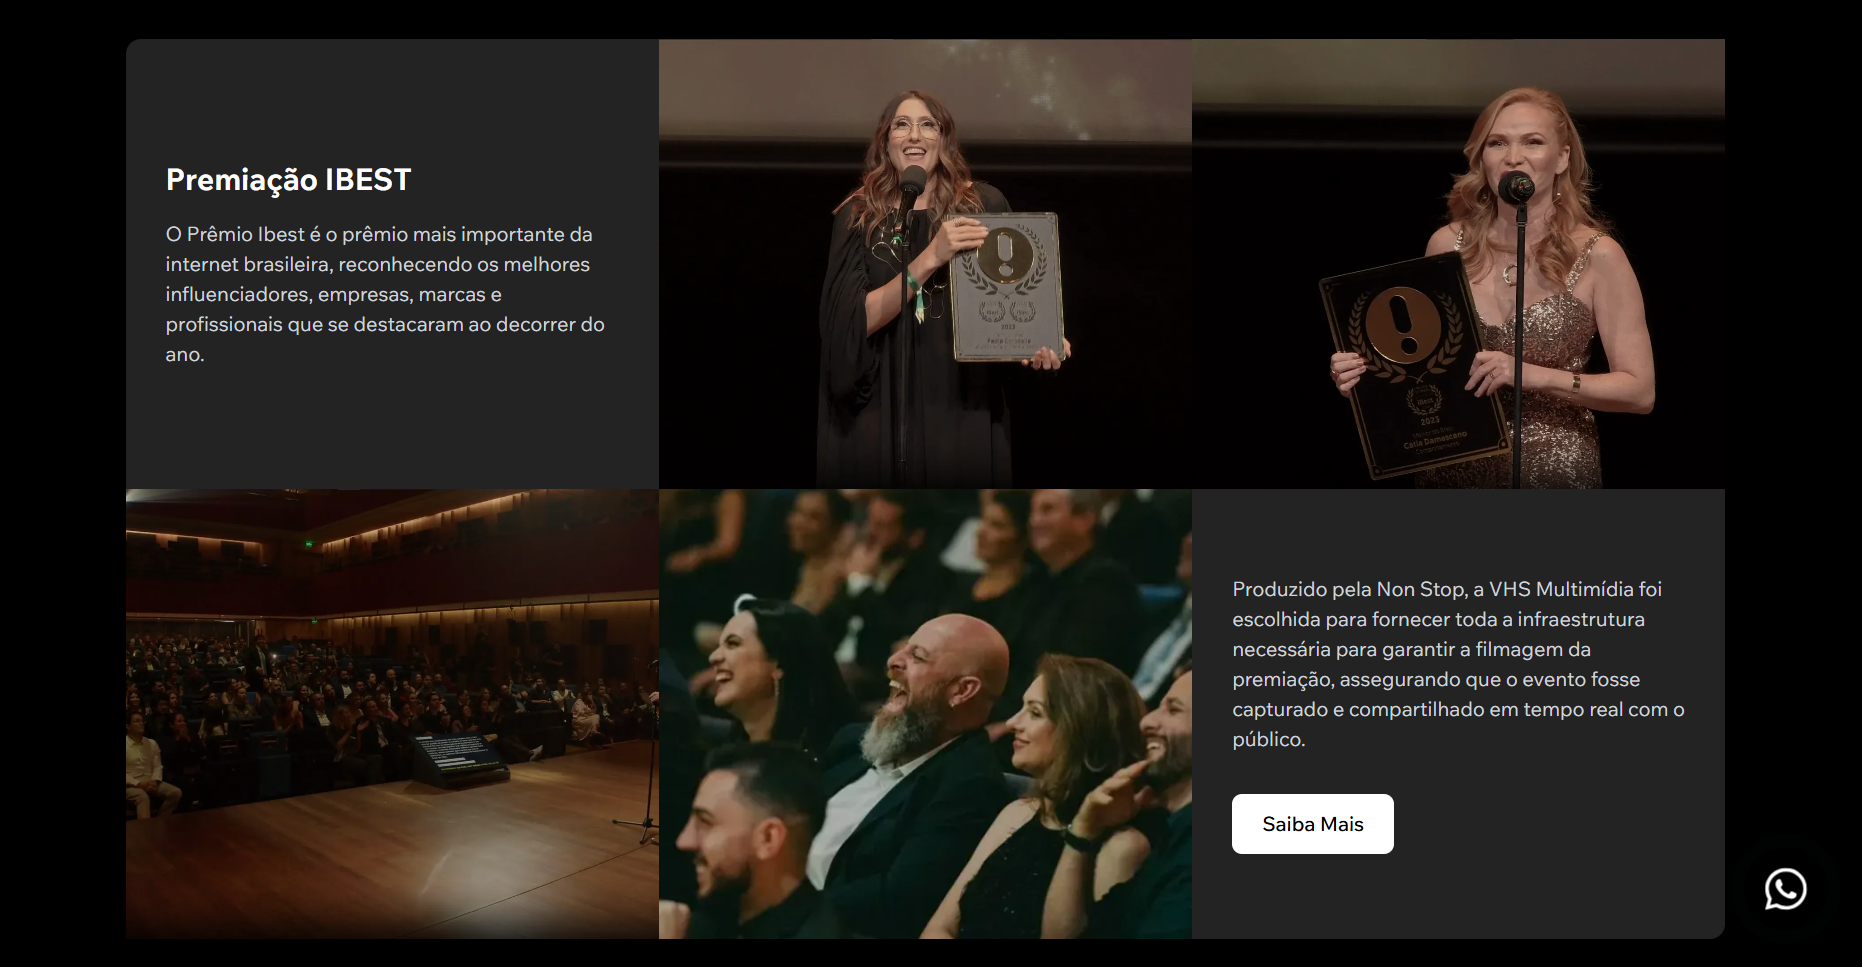 Premiação IBEST
O Prêmio Ibest é o prêmio mais importante da
internet brasileira, reconhecendo os melhores
influenciadores, empresas, marcas e
profissionais que se destacaram ao decorrer do
ano.
2023
iBest
2023
Catia Damasceno
Produzido pela Non Stop, a VHS Multimídia foi
escolhida para fornecer toda a infraestrutura
necessária para garantir a filmagem da
premiação, assegurando que o evento fosse
capturado e compartilhado em tempo real com o
público.
Saiba Mais